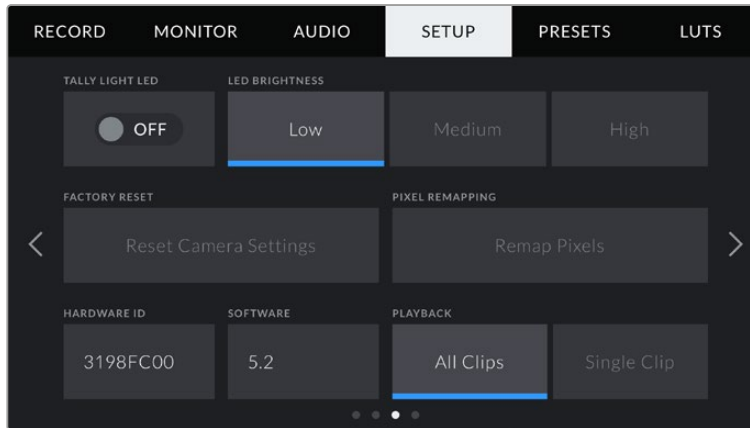 RECORD MONITOR AUDIO SETUP PRESETS LUTS
TALLY LIGHT LED LED BRIGHTNESS
OFF Low Medium High
FACTORY RESET PIXEL REMAPPING
Reset Camera Settings Remap Pixels
HARDWARE ID SOFTWARE PLAYBACK
3198FC00 5.2 All Clips Single Clip